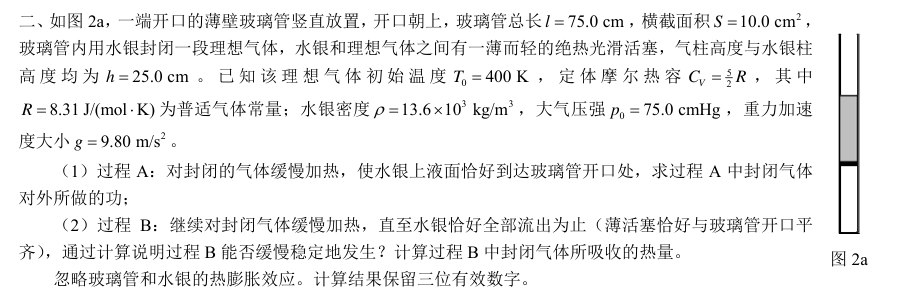 二、如图 2a，一端开口的薄壁玻璃管竖直放置，开口朝上，玻璃管总长 l = 75.0 cm，横截面积 S = 10.0 cm²，
玻璃管内用水银封闭一段理想气体，水银和理想气体之间有一薄而轻的绝热光滑活塞，气柱高度与水银柱
高度均为 h = 25.0 cm 。已知该理想气体初始温度 T₀ = 400 K ，定体摩尔热容 C_V = 5/2 R ，其中
R = 8.31 J/(mol·K) 为普适气体常量；水银密度 ρ = 13.6×10³ kg/m³，大气压强 p₀ = 75.0 cmHg，重力加速
度大小 g = 9.80 m/s² 。
（1）过程 A：对封闭的气体缓慢加热，使水银上液面恰好到达玻璃管开口处，求过程 A 中封闭气体
对外所做的功；
（2）过程 B：继续对封闭气体缓慢加热，直至水银恰好全部流出为止（薄活塞恰好与玻璃管开口平
齐），通过计算说明过程 B 能否缓慢稳定地发生？计算过程 B 中封闭气体所吸收的热量。
忽略玻璃管和水银的热膨胀效应。计算结果保留三位有效数字。
图 2a